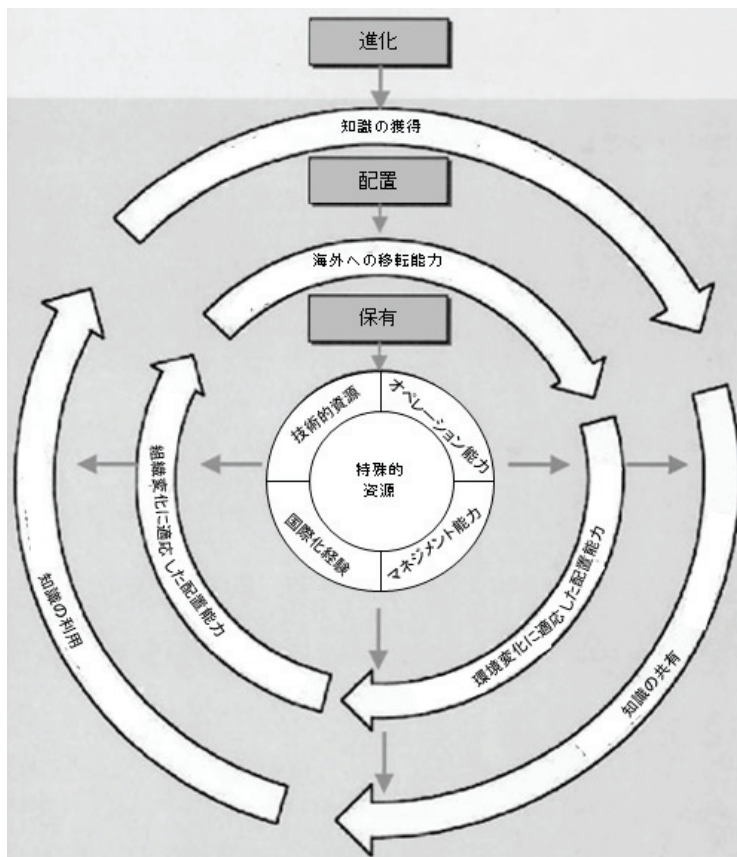 進化
知識の獲得
配置
海外への移転能力
保有
技術的資源
オペレーション能力
特殊的
資源
国際化経験
マネジメント能力
組織変化に適応した配置能力
環境変化に適応した配置能力
知識の利用
知識の共有